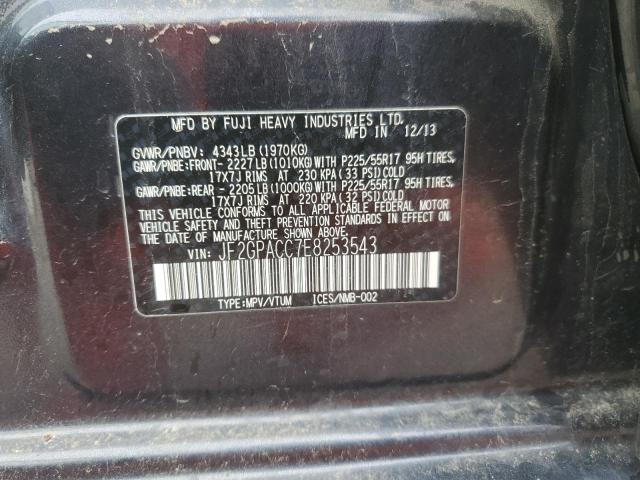 MFD BY FUJI HEAVY INDUSTRIES LTD.
MFD IN 12/13
GVWR/PNBV: 4343LB (1970KG)
GAWR/PNBE: FRONT- 2227LB (1010KG) WITH P225/55R17 95H TIRES,
17X7J RIMS AT 230 KPA (33 PSI) COLD
GAWR/PNBE: REAR - 2205LB (1000KG) WITH P225/55R17 95H TIRES,
17X7J RIMS AT 220 KPA (32 PSI) COLD
THIS VEHICLE CONFORMS TO ALL APPLICABLE FEDERAL MOTOR
VEHICLE SAFETY AND THEFT PREVENTION STANDARDS IN EFFECT
ON THE DATE OF MANUFACTURE SHOWN ABOVE.
VIN: JF2GPACC7E8253543
TYPE:MPV/VTUM ICES/NMB-002